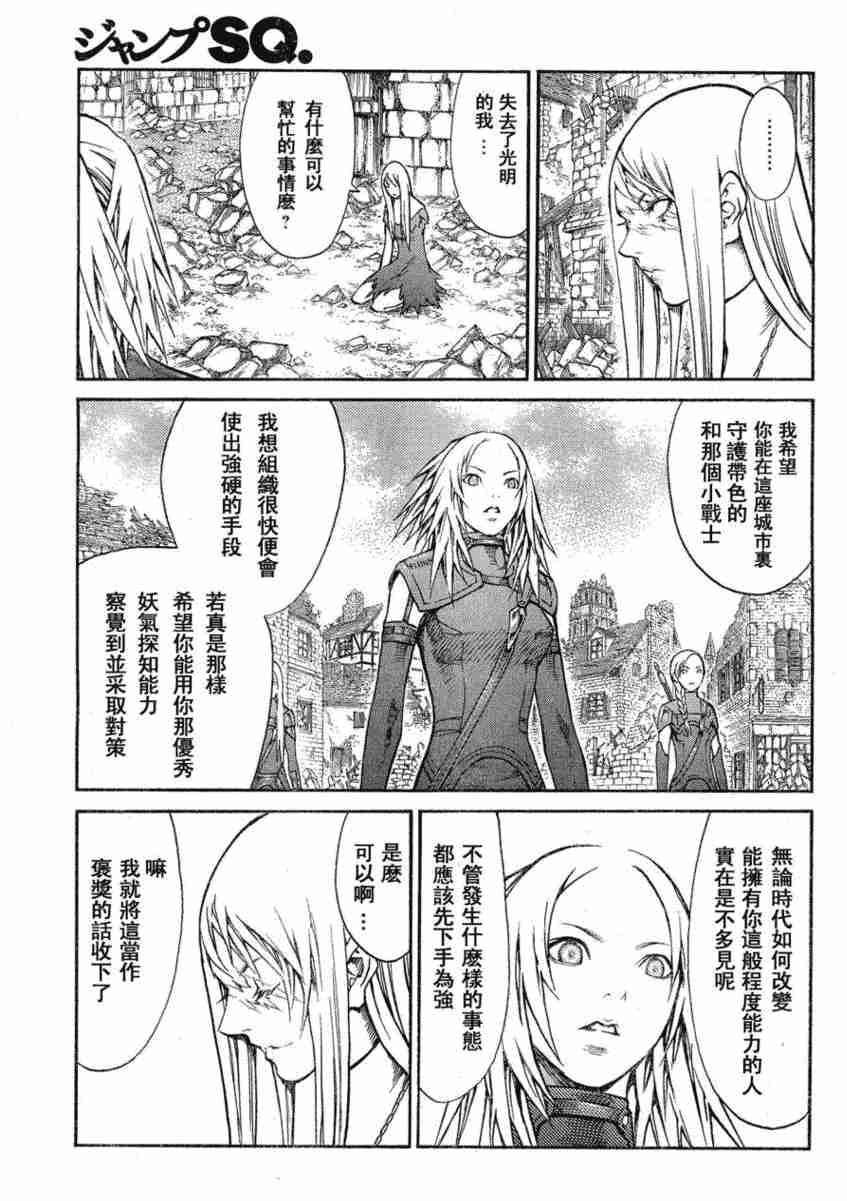 ジャンプSQ.
………
失去了光明
的我…
有什麼可以
幫忙的事情麼?
我希望
你能在這座城市裏
守護帶色的
和那個小戰士
我想組織很快便會
使出強硬的手段
若真是那樣
希望你能用你那優秀
妖氣探知能力
察覺到並采取對策
無論時代如何改變
能擁有你這般程度能力的人
實在是不多見呢
不管發生什麼樣的事態
都應該先下手為強
是麼
可以啊…
嘛
我就將這當作
褒獎的話收下了